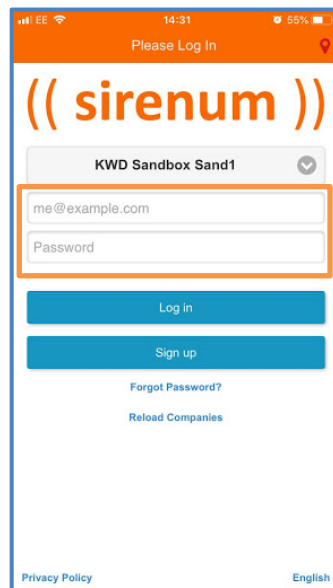 EE 14:31 55%
Please Log In
(( sirenum ))
KWD Sandbox Sand1
me@example.com
Password
Log in
Sign up
Forgot Password?
Reload Companies
Privacy Policy English